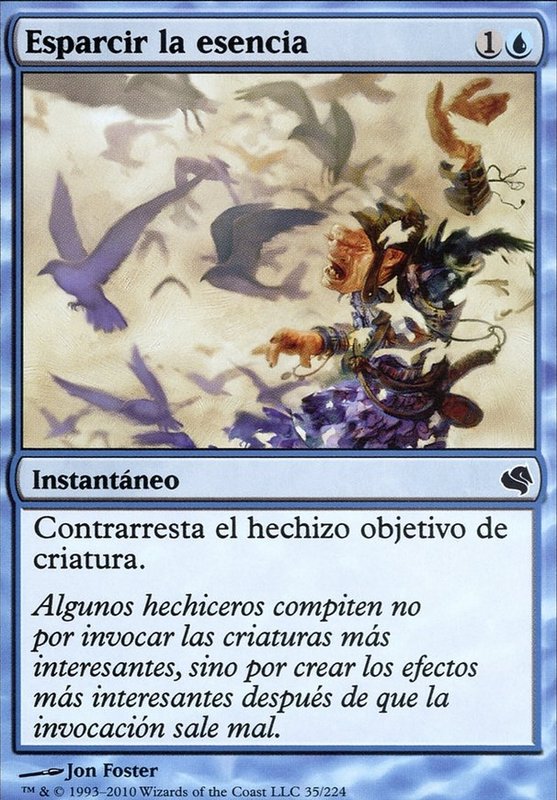 Esparcir la esencia 1
Instantáneo
Contrarresta el hechizo objetivo de
criatura.
Algunos hechiceros compiten no
por invocar las criaturas más
interesantes, sino por crear los efectos
más interesantes después de que la
invocación sale mal.
Jon Foster
™ & © 1993–2010 Wizards of the Coast LLC 35/224